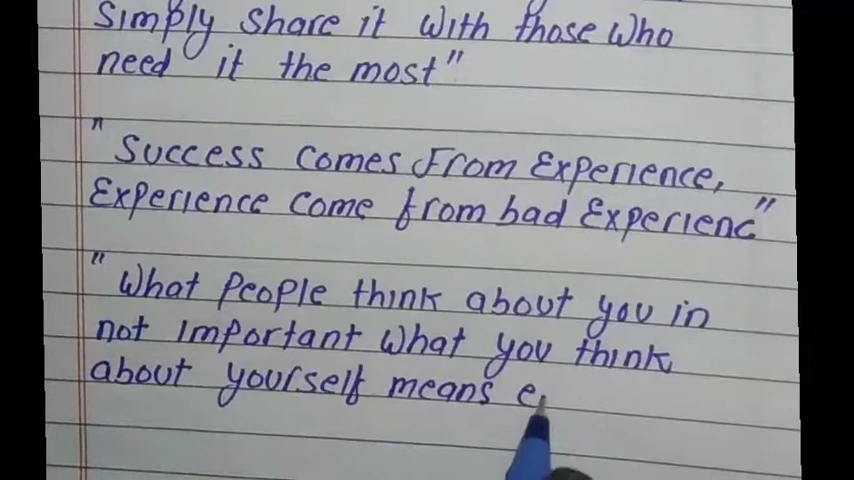 Simply share it with those who
need it the most"
"Success comes From Experience,
Experience come from bad Experienc"
"What People think about you in
not important what you think
about yourself means e